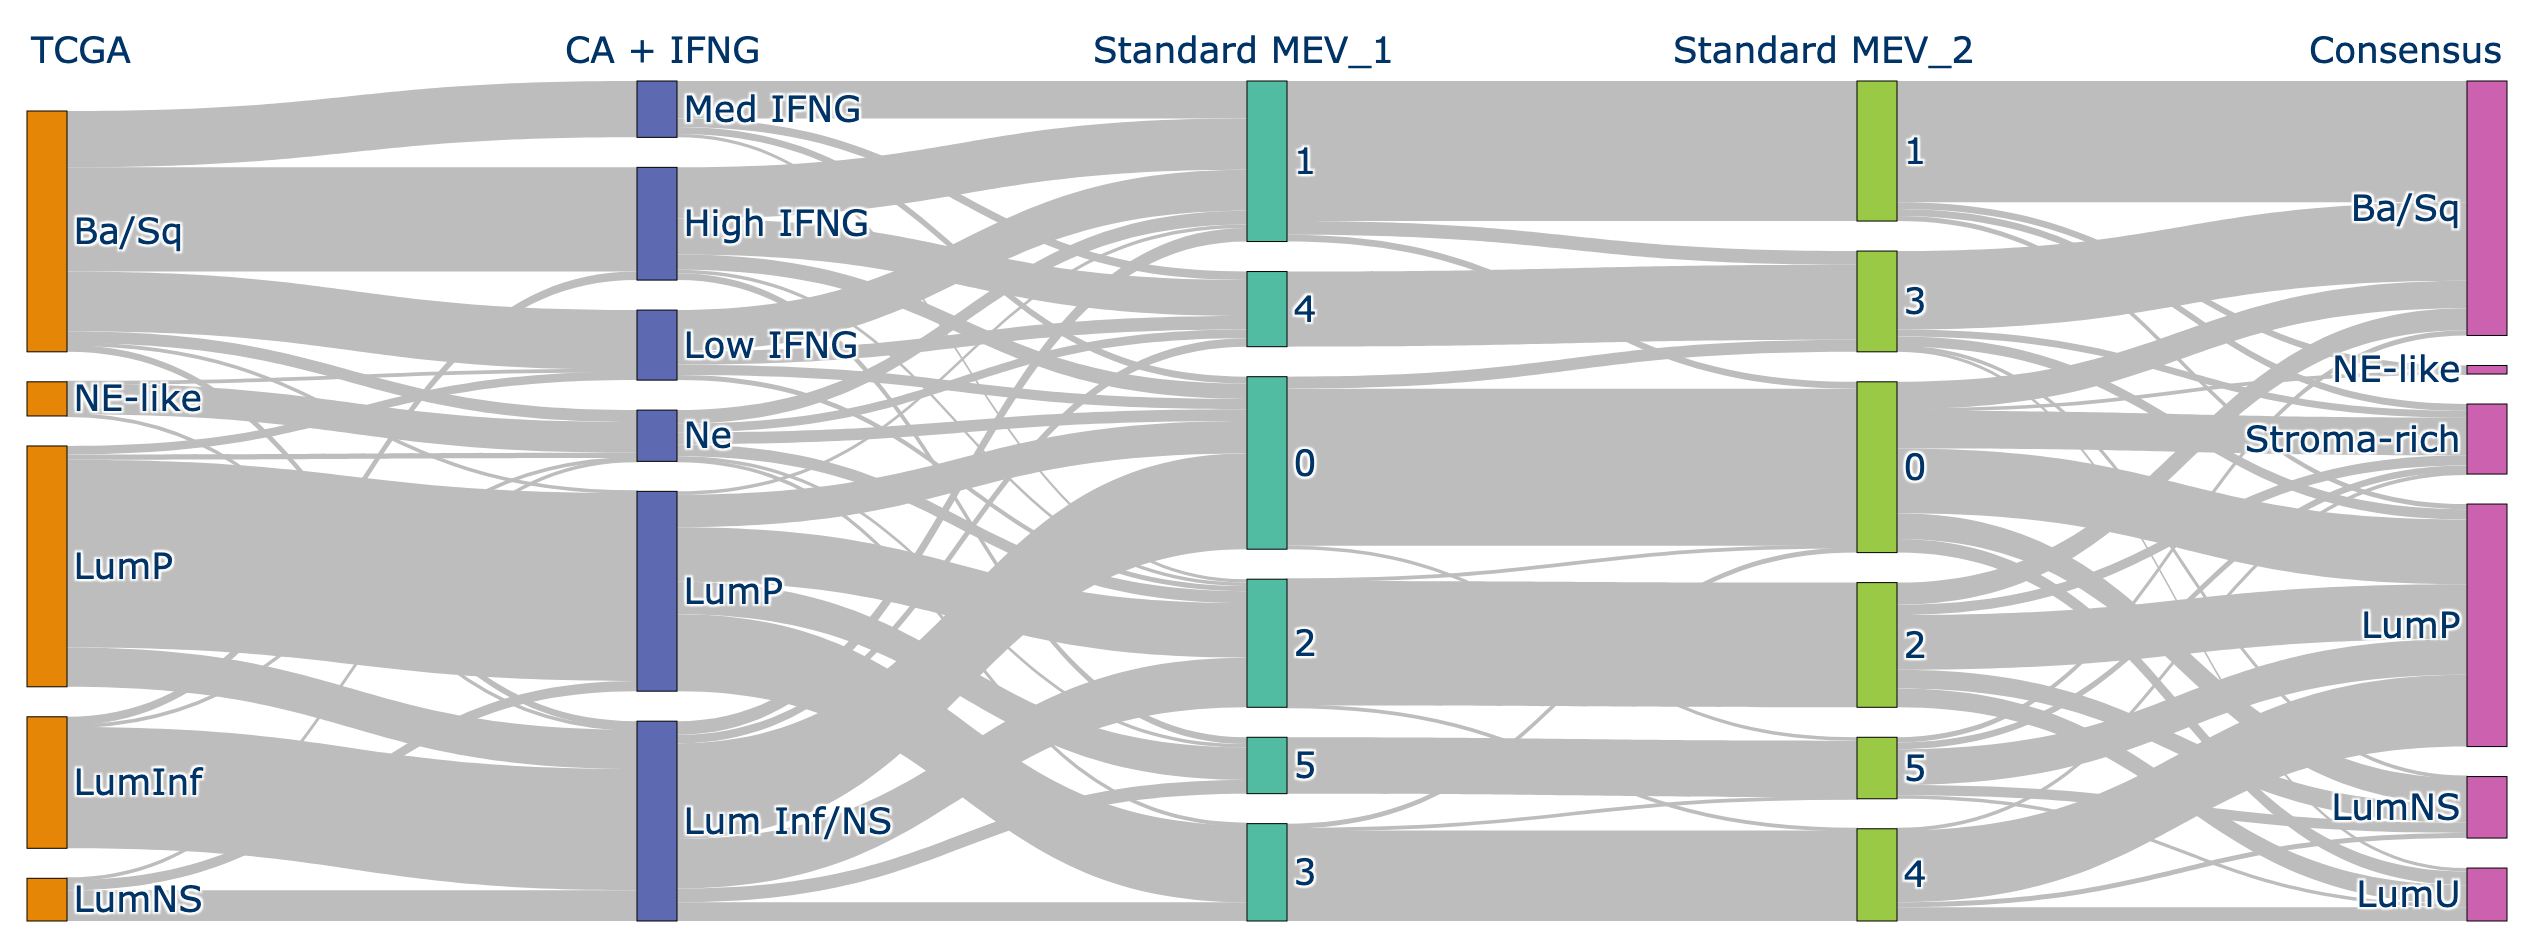 TCGA
CA + IFNG
Standard MEV_1
Standard MEV_2
Consensus
Ba/Sq
NE-like
LumP
LumInf
LumNS
Med IFNG
High IFNG
Low IFNG
Ne
LumP
Lum Inf/NS
1
4
0
2
5
3
1
3
0
2
5
4
Ba/Sq
NE-like
Stroma-rich
LumP
LumNS
LumU